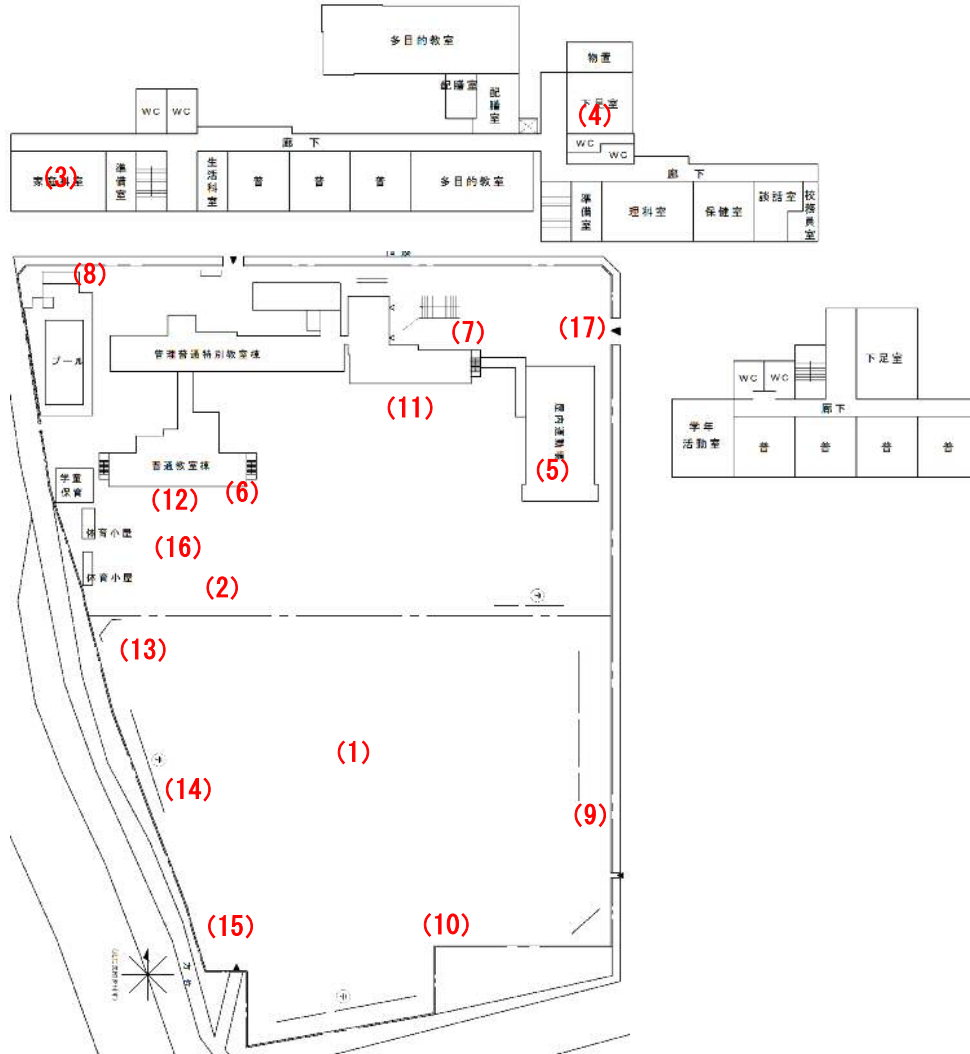 多目的教室
物置
配膳室
配膳室
下足室
(4)
WC
WC
WC
WC
廊下
家庭科室
(3)
準備室
生活科室
普
普
普
多目的教室
廊下
準備室
理科室
保健室
談話室
校務員室
(8)
(7)
(17)
プール
管理普通特別教室棟
(11)
屋内運動場
(5)
下足室
WC
WC
廊下
学年
活動室
普
普
普
普
普通教室棟
学童
保育
(12)
(6)
体育小屋
(16)
体育小屋
(2)
(13)
(1)
(14)
(9)
(15)
(10)